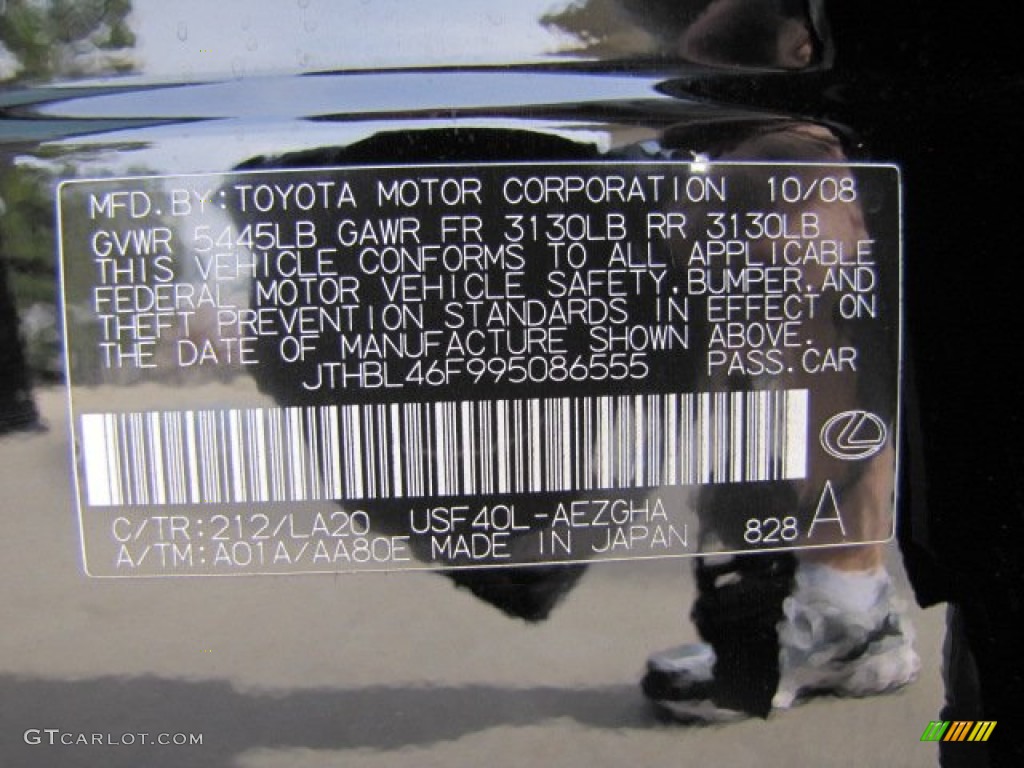 MFD. BY: TOYOTA MOTOR CORPORATION 10/08
GVWR 5445LB GAWR FR 3130LB RR 3130LB
THIS VEHICLE CONFORMS TO ALL APPLICABLE
FEDERAL MOTOR VEHICLE SAFETY, BUMPER, AND
THEFT PREVENTION STANDARDS IN EFFECT ON
THE DATE OF MANUFACTURE SHOWN ABOVE.
JTHBL46F995086555 PASS. CAR
C/TR: 212/LA20 USF40L-AEZGHA
A/TM: A01A/AA80E MADE IN JAPAN 828 A
GTCARLOT.COM